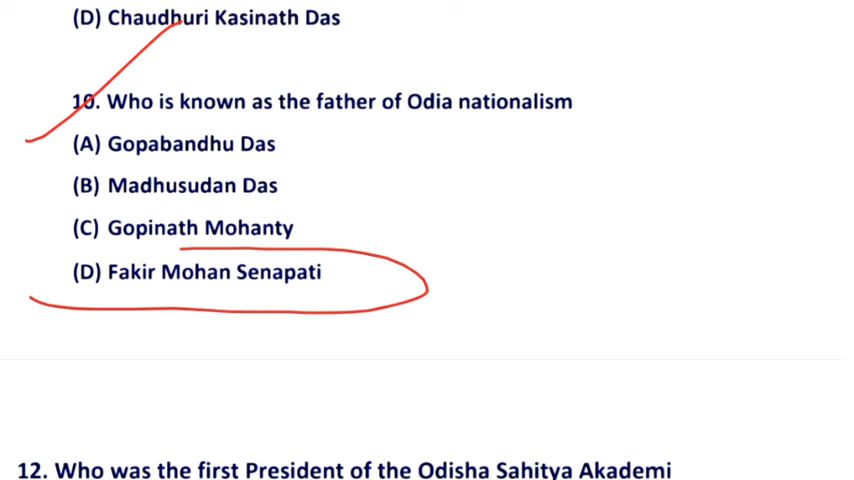 (D) Chaudhuri Kasinath Das
10. Who is known as the father of Odia nationalism
(A) Gopabandhu Das
(B) Madhusudan Das
(C) Gopinath Mohanty
(D) Fakir Mohan Senapati
12. Who was the first President of the Odisha Sahitya Akademi